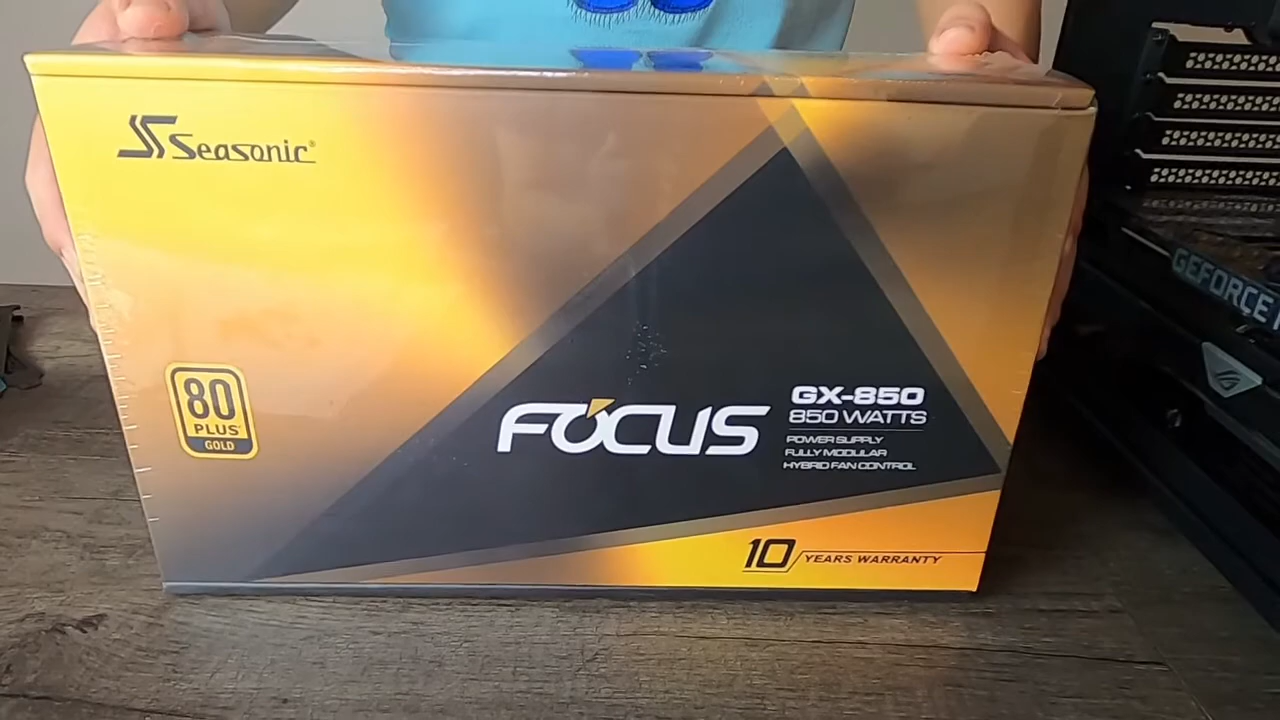 Seasonic®
80
PLUS
GOLD
FOCUS
GX-850
850 WATTS
POWER SUPPLY
FULLY MODULAR
HYBRID FAN CONTROL
10 YEARS WARRANTY
GEFORCE